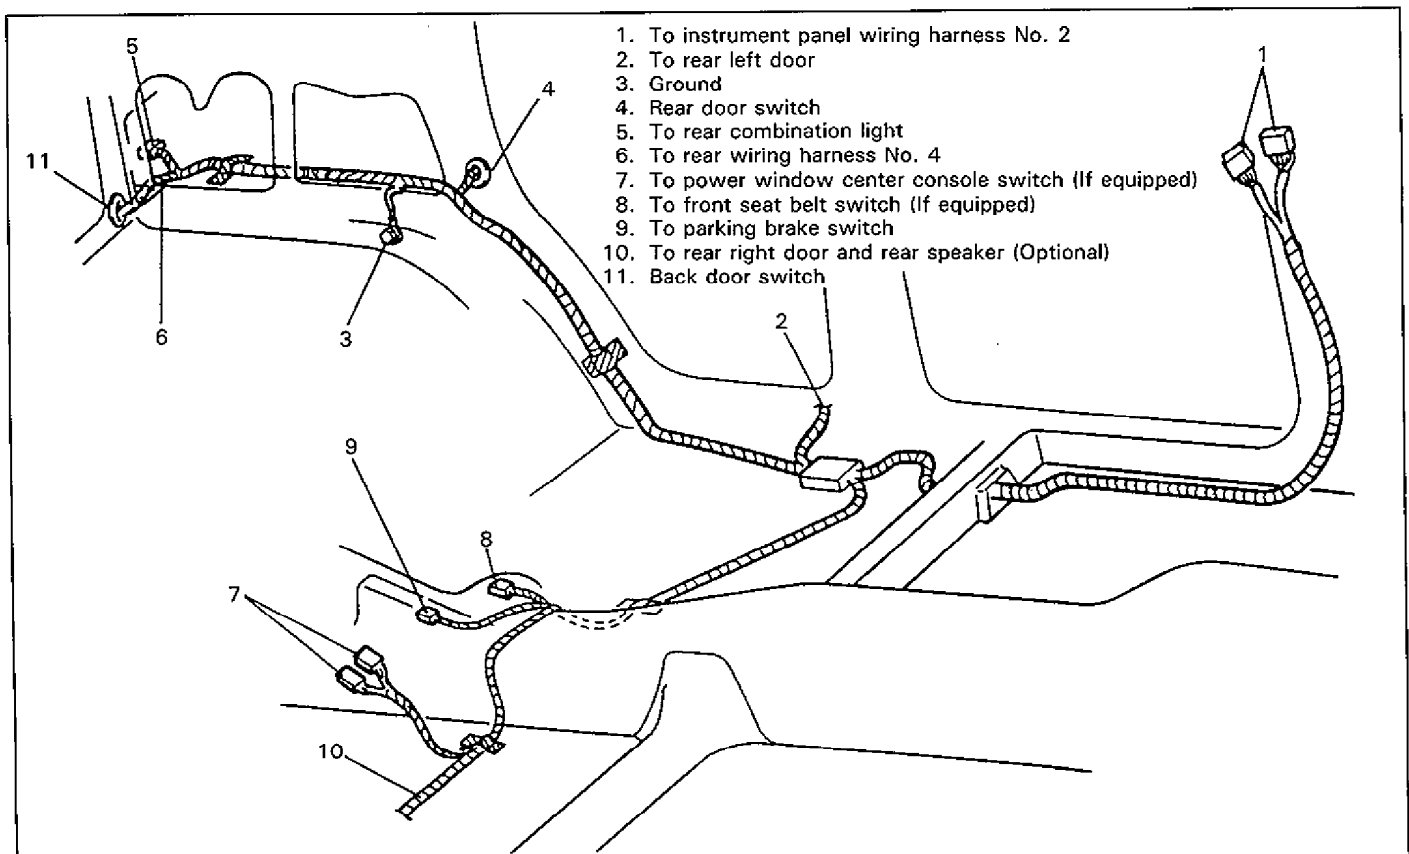 1. To instrument panel wiring harness No. 2
2. To rear left door
3. Ground
4. Rear door switch
5. To rear combination light
6. To rear wiring harness No. 4
7. To power window center console switch (If equipped)
8. To front seat belt switch (If equipped)
9. To parking brake switch
10. To rear right door and rear speaker (Optional)
11. Back door switch
5
4
1
11
6
3
2
9
8
7
10